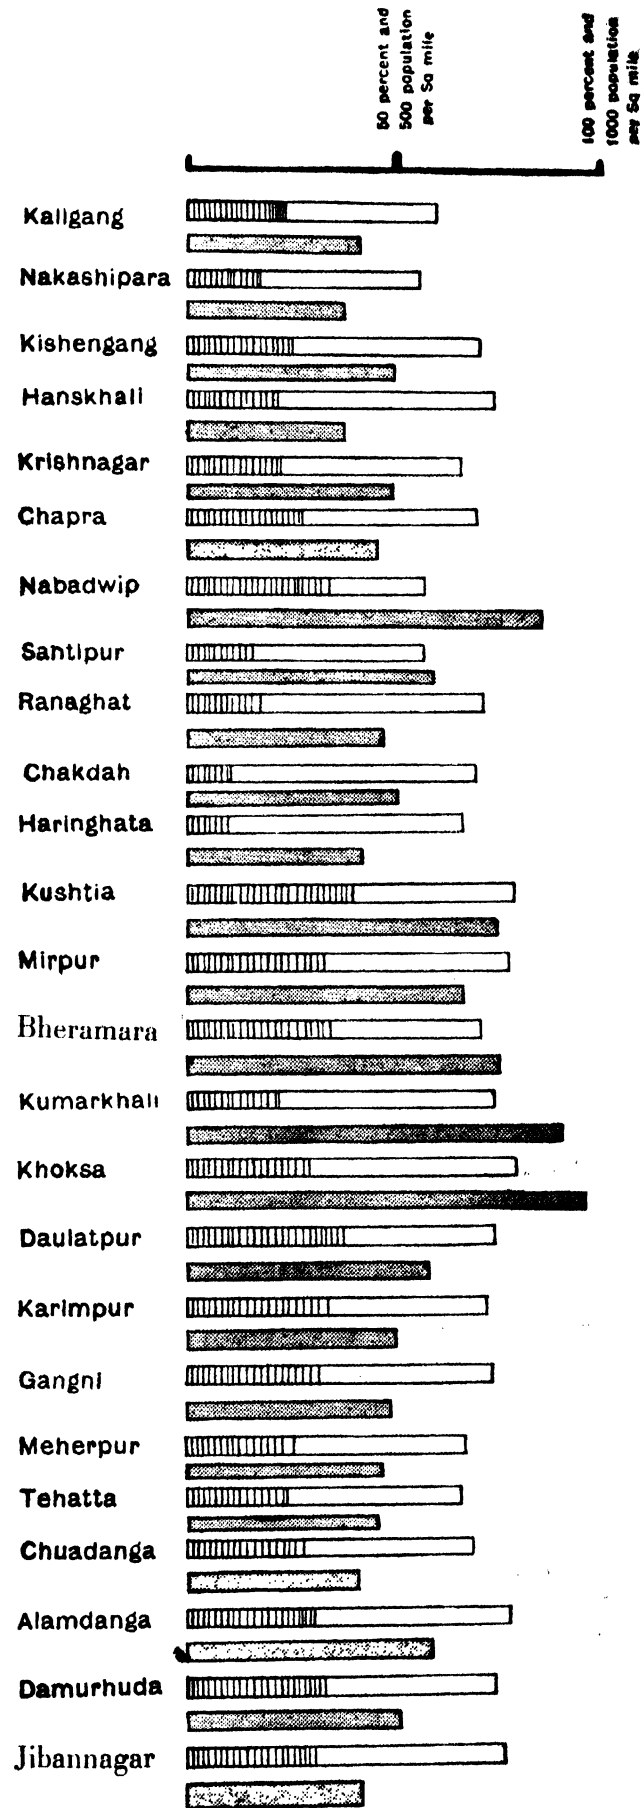 50 percent and
500 population
per Sq mile
100 percent and
1000 population
per Sq mile
Kaligang
Nakashipara
Kishengang
Hanskhali
Krishnagar
Chapra
Nabadwip
Santipur
Ranaghat
Chakdah
Haringhata
Kushtia
Mirpur
Bheramara
Kumarkhali
Khoksa
Daulatpur
Karimpur
Gangni
Meherpur
Tehatta
Chuadanga
Alamdanga
Damurhuda
Jibannagar